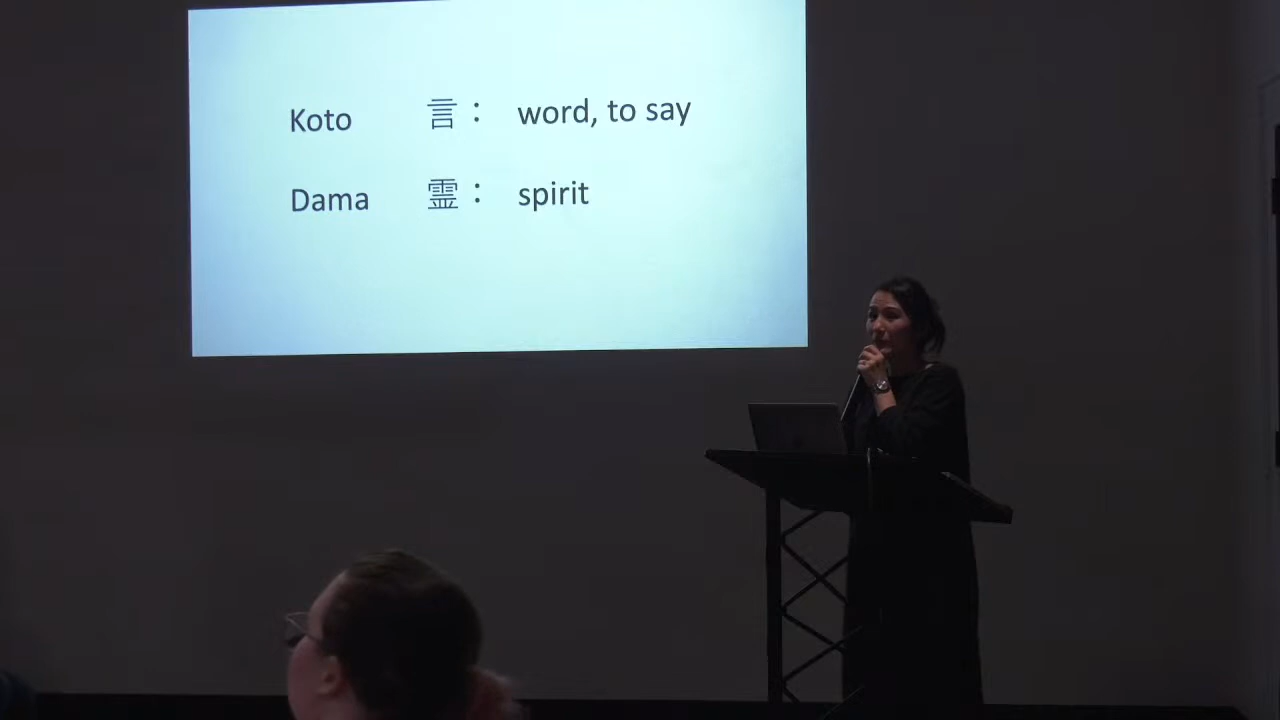 Koto 言： word, to say
Dama 霊： spirit